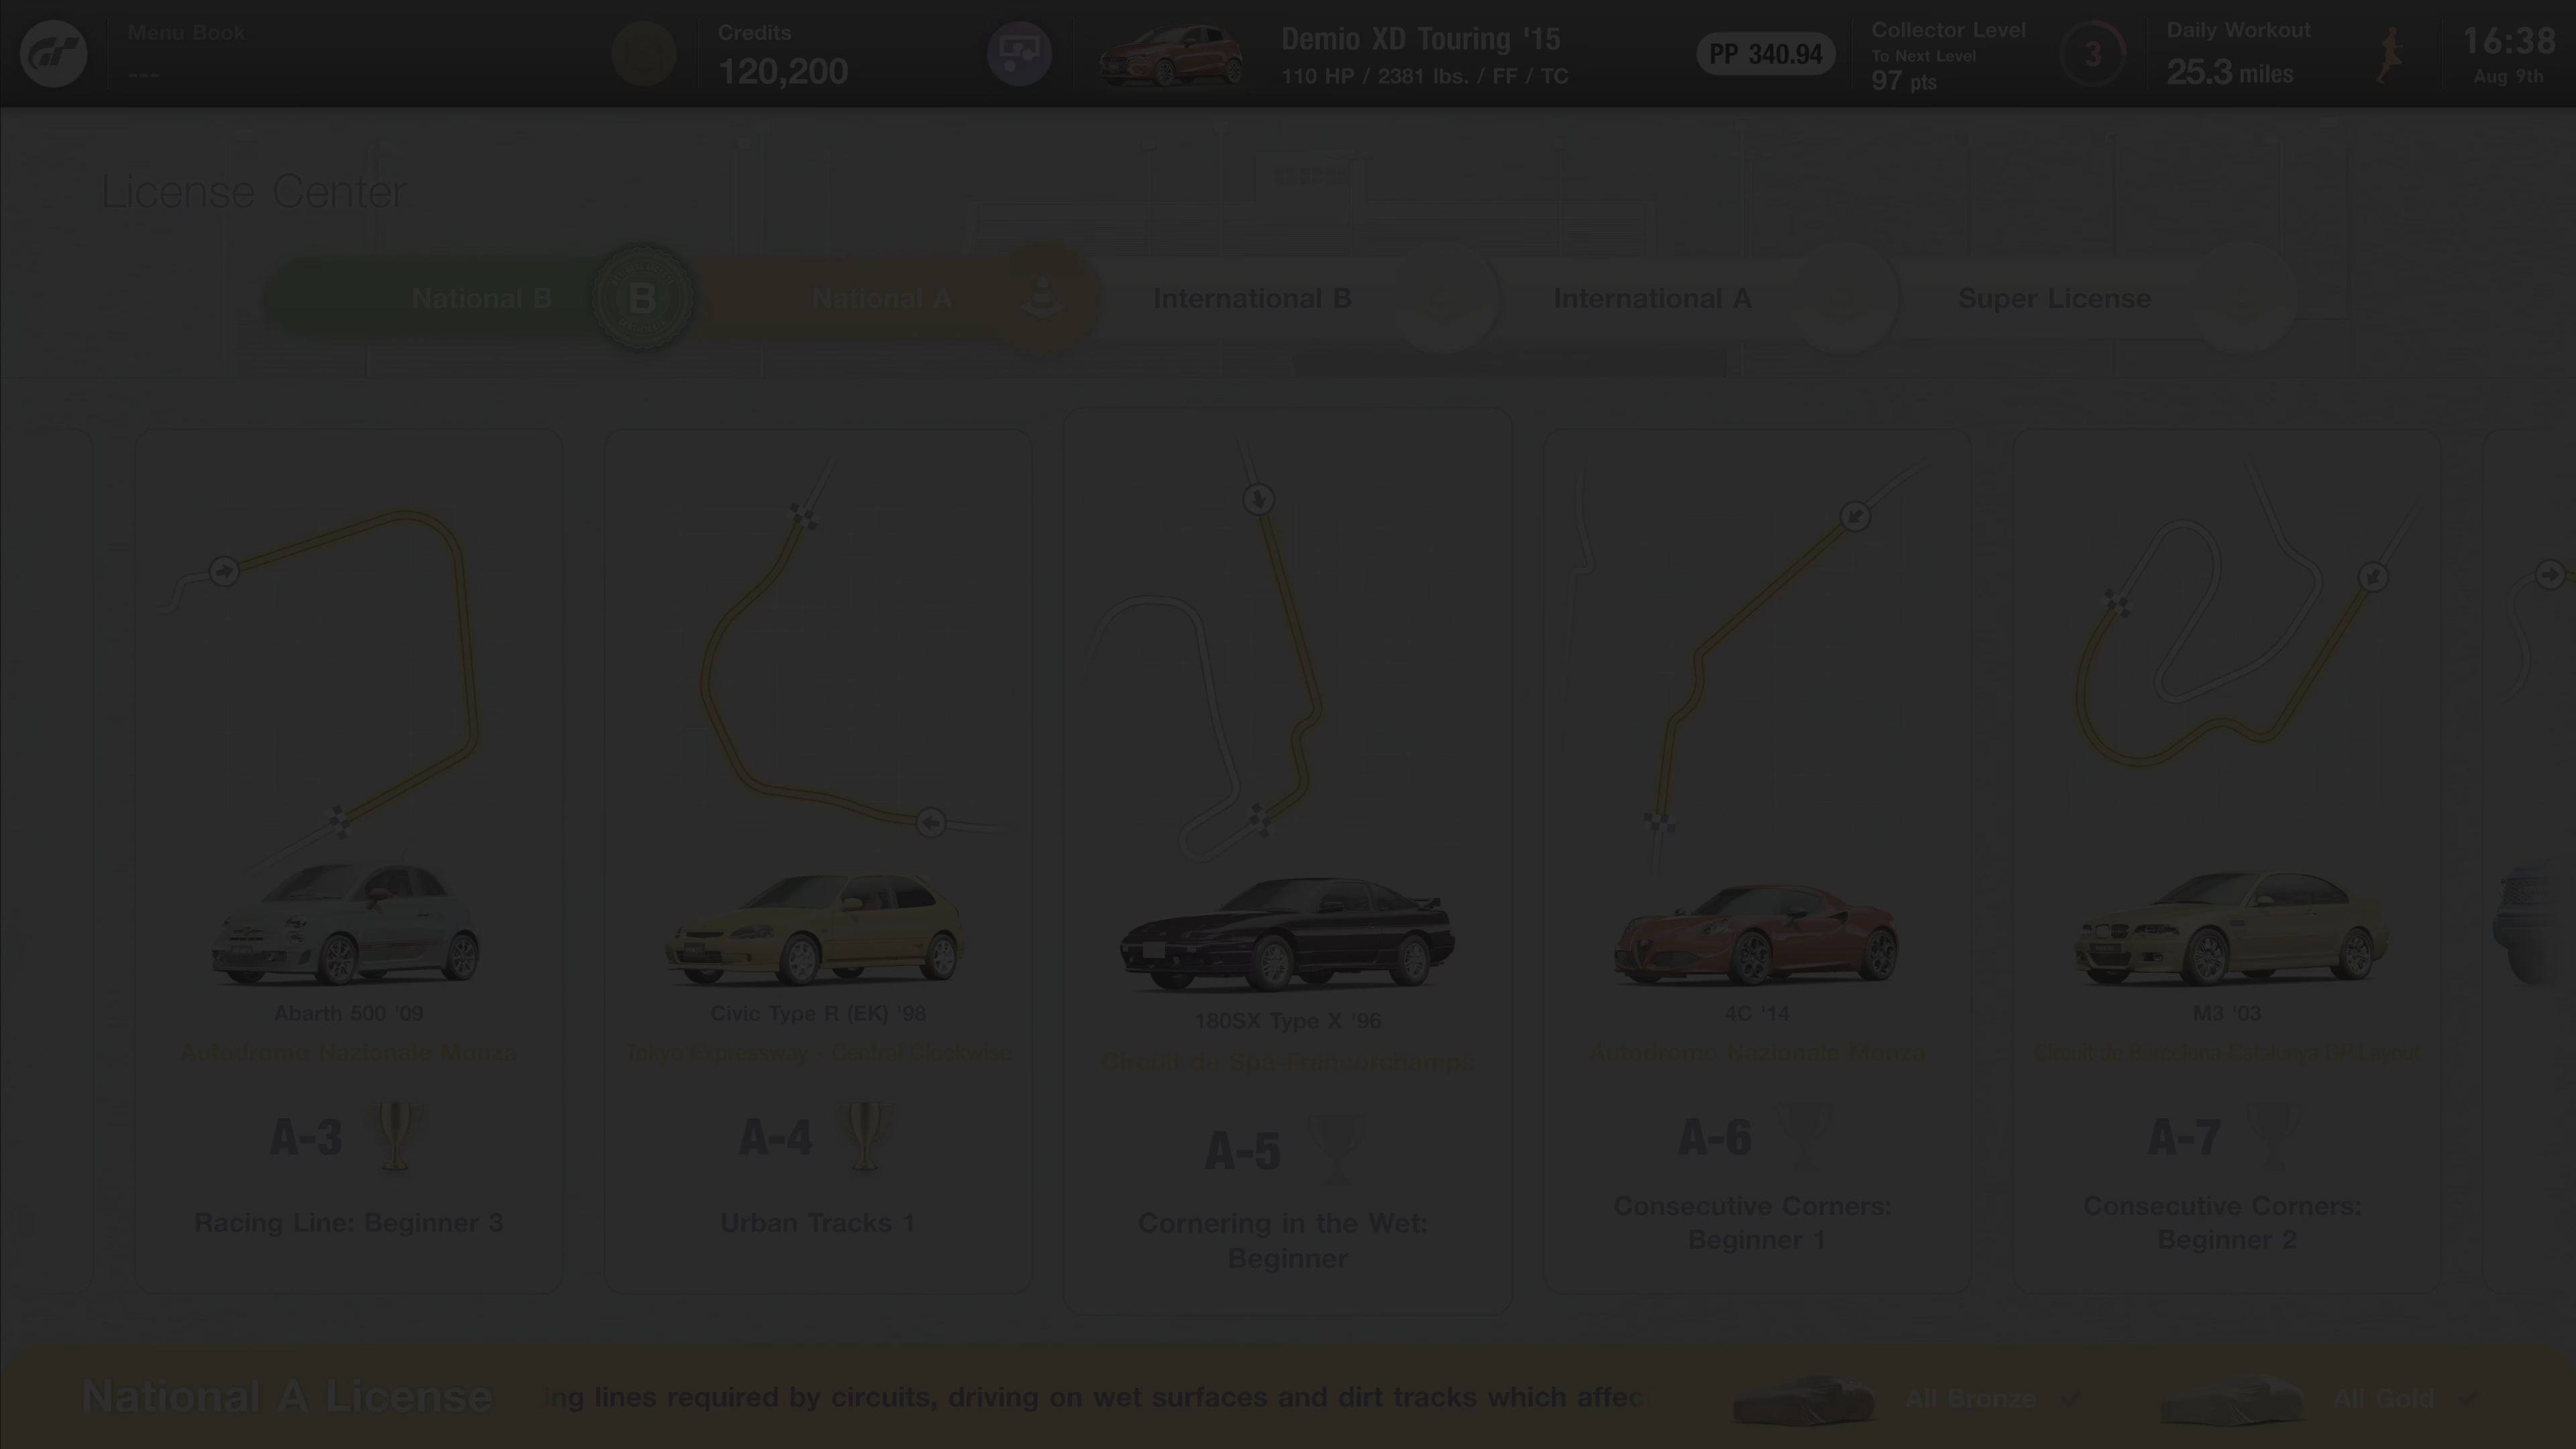 Menu Book
---
Credits
120,200
Demio XD Touring '15
110 HP / 2381 lbs. / FF / TC
PP 340.94
Collector Level
To Next Level
97 pts
3
Daily Workout
25.3 miles
16:38
Aug 9th
License Center
National B
B
National A
International B
International A
Super License
Abarth 500 '09
Autodromo Nazionale Monza
A-3
Racing Line: Beginner 3
Civic Type R (EK) '98
Tokyo Expressway - Central Clockwise
A-4
Urban Tracks 1
180SX Type X '96
Circuit de Spa-Francorchamps
A-5
Cornering in the Wet:
Beginner
4C '14
Autodromo Nazionale Monza
A-6
Consecutive Corners:
Beginner 1
M3 '03
Circuit de Barcelona-Catalunya GP Layout
A-7
Consecutive Corners:
Beginner 2
National A License
ng lines required by circuits, driving on wet surfaces and dirt tracks which affec
All Bronze
All Gold